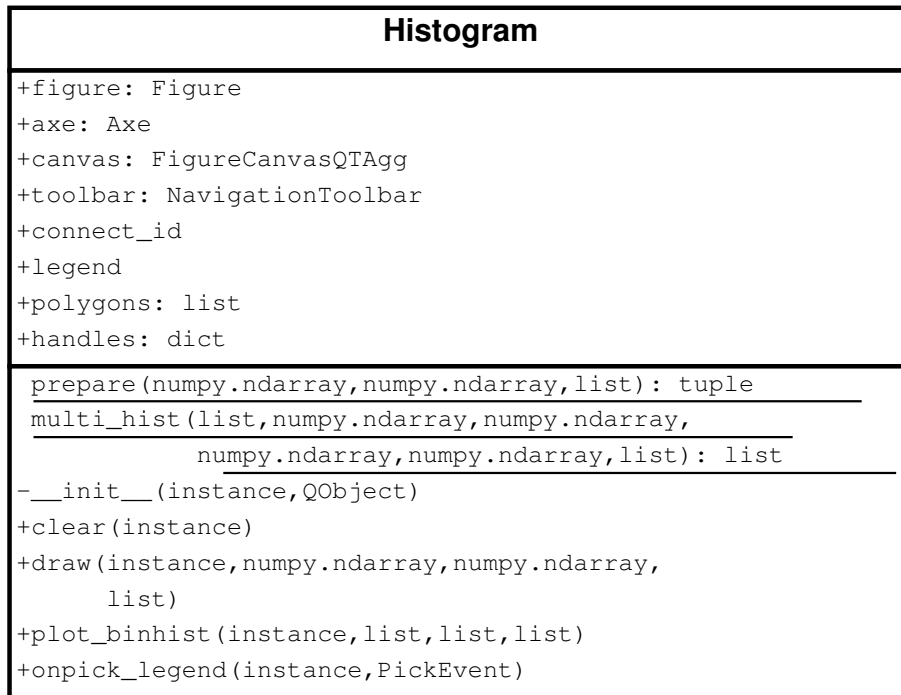 Histogram
+figure: Figure
+axe: Axe
+canvas: FigureCanvasQTAgg
+toolbar: NavigationToolbar
+connect_id
+legend
+polygons: list
+handles: dict
prepare(numpy.ndarray,numpy.ndarray,list): tuple
multi_hist(list,numpy.ndarray,numpy.ndarray,
numpy.ndarray,numpy.ndarray,list): list
-__init__(instance,QObject)
+clear(instance)
+draw(instance,numpy.ndarray,numpy.ndarray,
list)
+plot_binhist(instance,list,list,list)
+onpick_legend(instance,PickEvent)